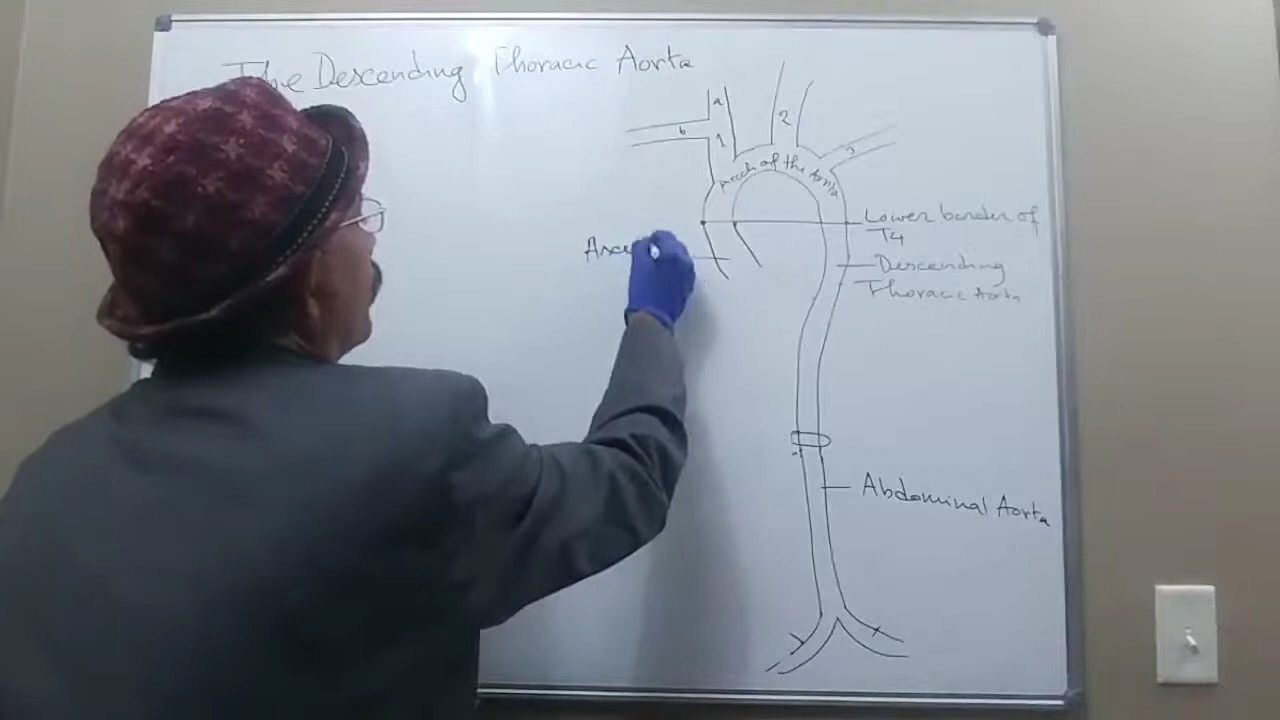 The Descending Thoracic Aorta
a
b
1
2
3
Arch of the Aorta
Lower border of
T4
Asce
Descending
Thoracic Aorta
Abdominal Aorta